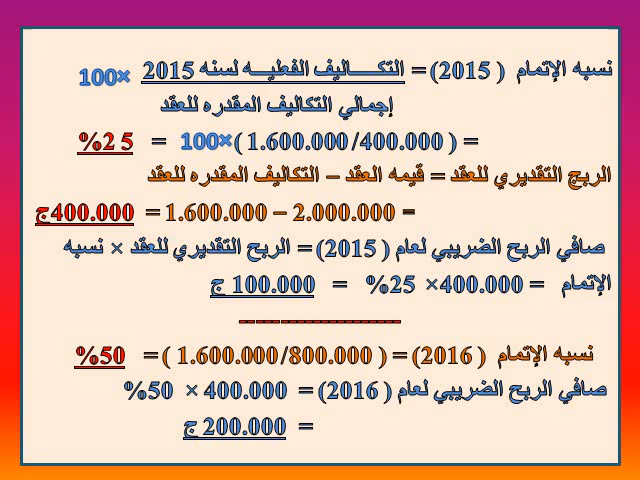 نسبه الإتمام ( 2015) = التكـــــاليف الفعليـــه لسنه 2015 ×100
إجمالي التكاليف المقدره للعقد
= ( 400.000/ 1.600.000 )×100 = 25%
الربح التقديري للعقد = قيمه العقد – التكاليف المقدره للعقد
= 2.000.000 – 1.600.000 = 400.000ج
صافي الربح الضريبي لعام ( 2015) = الربح التقديري للعقد × نسبه
الإتمام = 400.000× 25% = 100.000 ج
--------------------
نسبه الإتمام ( 2016) = ( 800.000/ 1.600.000 ) = 50%
صافي الربح الضريبي لعام ( 2016) = 400.000 × 50%
= 200.000 ج